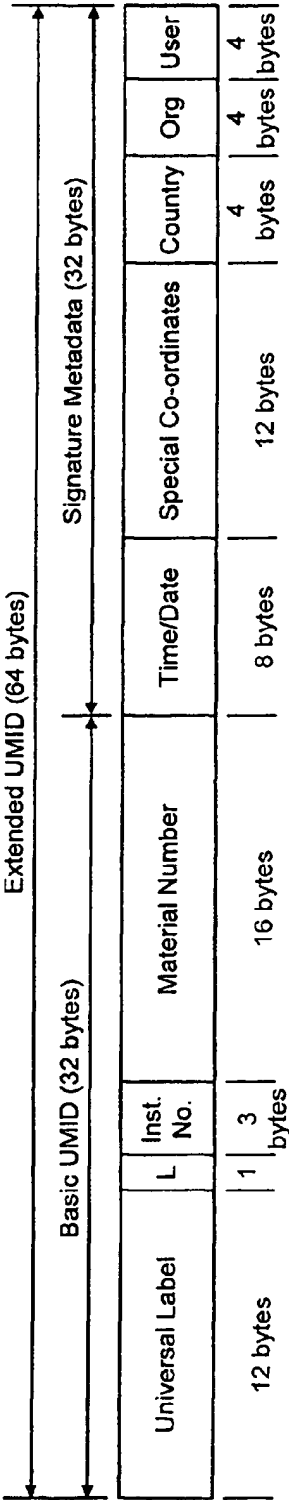 Extended UMID (64 bytes)
Basic UMID (32 bytes)
Signature Metadata (32 bytes)
Universal Label
L
Inst.
No.
Material Number
Time/Date
Special Co-ordinates
Country
Org
User
12 bytes
1
3
bytes
16 bytes
8 bytes
12 bytes
4
bytes
4
bytes
4
bytes